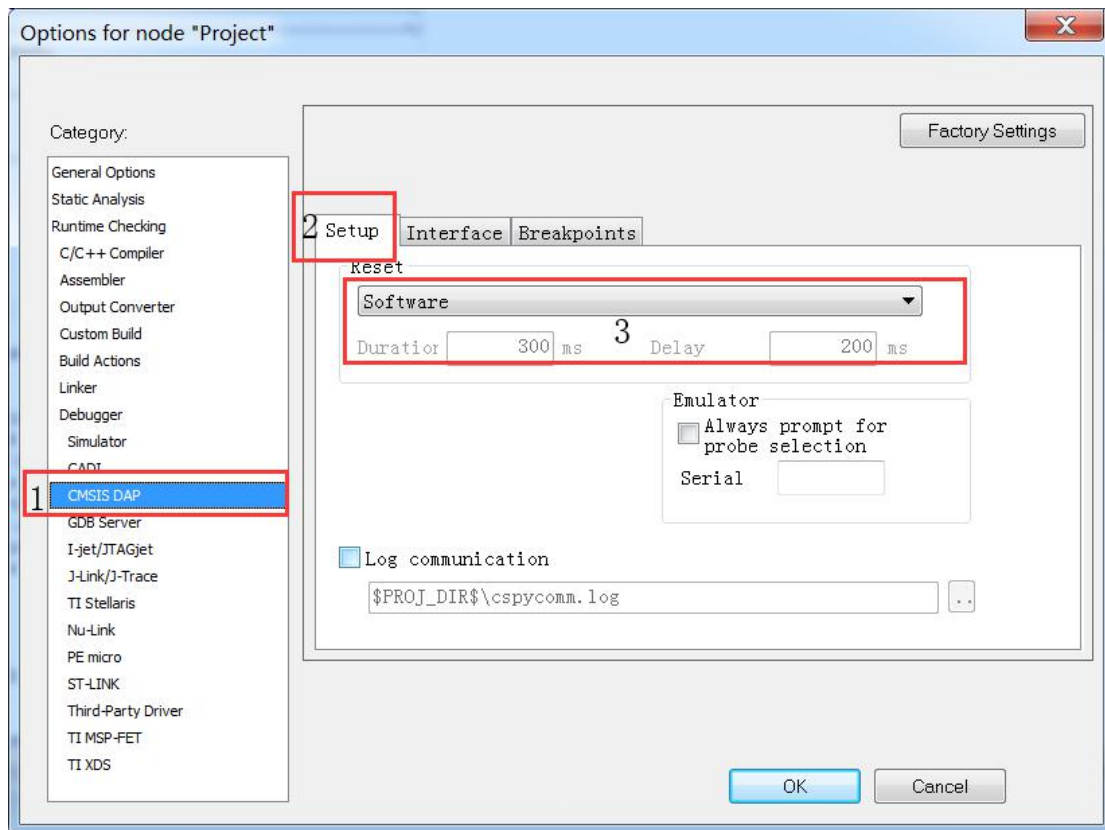 Options for node "Project"
Category:
Factory Settings
General Options
Static Analysis
Runtime Checking
C/C++ Compiler
Assembler
Output Converter
Custom Build
Build Actions
Linker
Debugger
Simulator
CADI
1 CMSIS DAP
GDB Server
I-jet/JTAGjet
J-Link/J-Trace
TI Stellaris
Nu-Link
PE micro
ST-LINK
Third-Party Driver
TI MSP-FET
TI XDS
2 Setup Interface Breakpoints
Reset
Software
3
Duration 300 ms Delay 200 ms
Emulator
Always prompt for
probe selection
Serial
Log communication
$PROJ_DIR$\cspycomm.log
..
OK Cancel